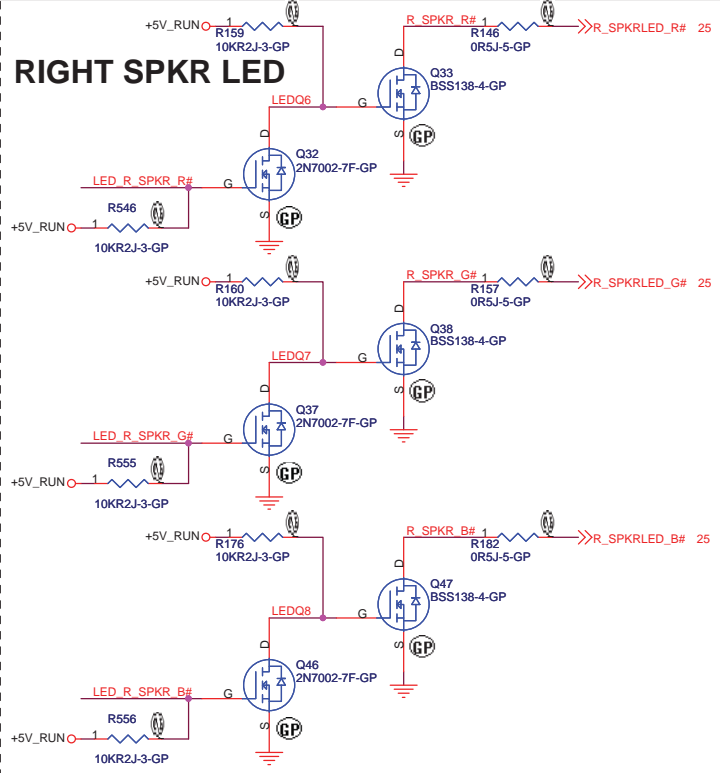 RIGHT SPKR LED
+5V_RUN 1
R159
10KR2J-3-GP
R_SPKR_R# 1
R146
0R5J-5-GP
R_SPKRLED_R# 25
D
Q33
BSS138-4-GP
LEDQ6
G
S
GP
D
Q32
2N7002-7F-GP
LED_R_SPKR_R#
G
S
GP
R546
+5V_RUN 1
10KR2J-3-GP
+5V_RUN 1
R160
10KR2J-3-GP
R_SPKR_G# 1
R157
0R5J-5-GP
R_SPKRLED_G# 25
D
Q38
BSS138-4-GP
LEDQ7
G
S
GP
D
Q37
2N7002-7F-GP
LED_R_SPKR_G#
G
S
GP
R555
+5V_RUN 1
10KR2J-3-GP
+5V_RUN 1
R176
10KR2J-3-GP
R_SPKR_B# 1
R182
0R5J-5-GP
R_SPKRLED_B# 25
D
Q47
BSS138-4-GP
LEDQ8
G
S
GP
D
Q46
2N7002-7F-GP
LED_R_SPKR_B#
G
S
GP
R556
+5V_RUN 1
10KR2J-3-GP